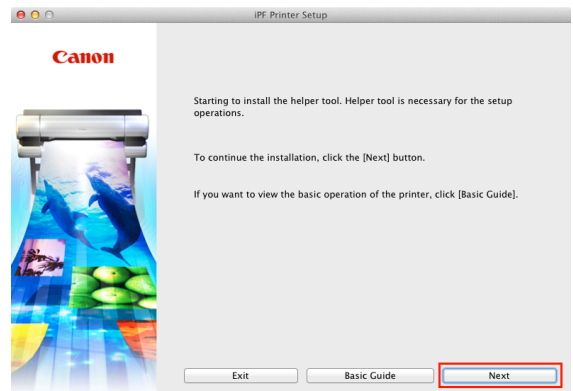 iPF Printer Setup
Canon
Starting to install the helper tool. Helper tool is necessary for the setup
operations.
To continue the installation, click the [Next] button.
If you want to view the basic operation of the printer, click [Basic Guide].
Exit
Basic Guide
Next